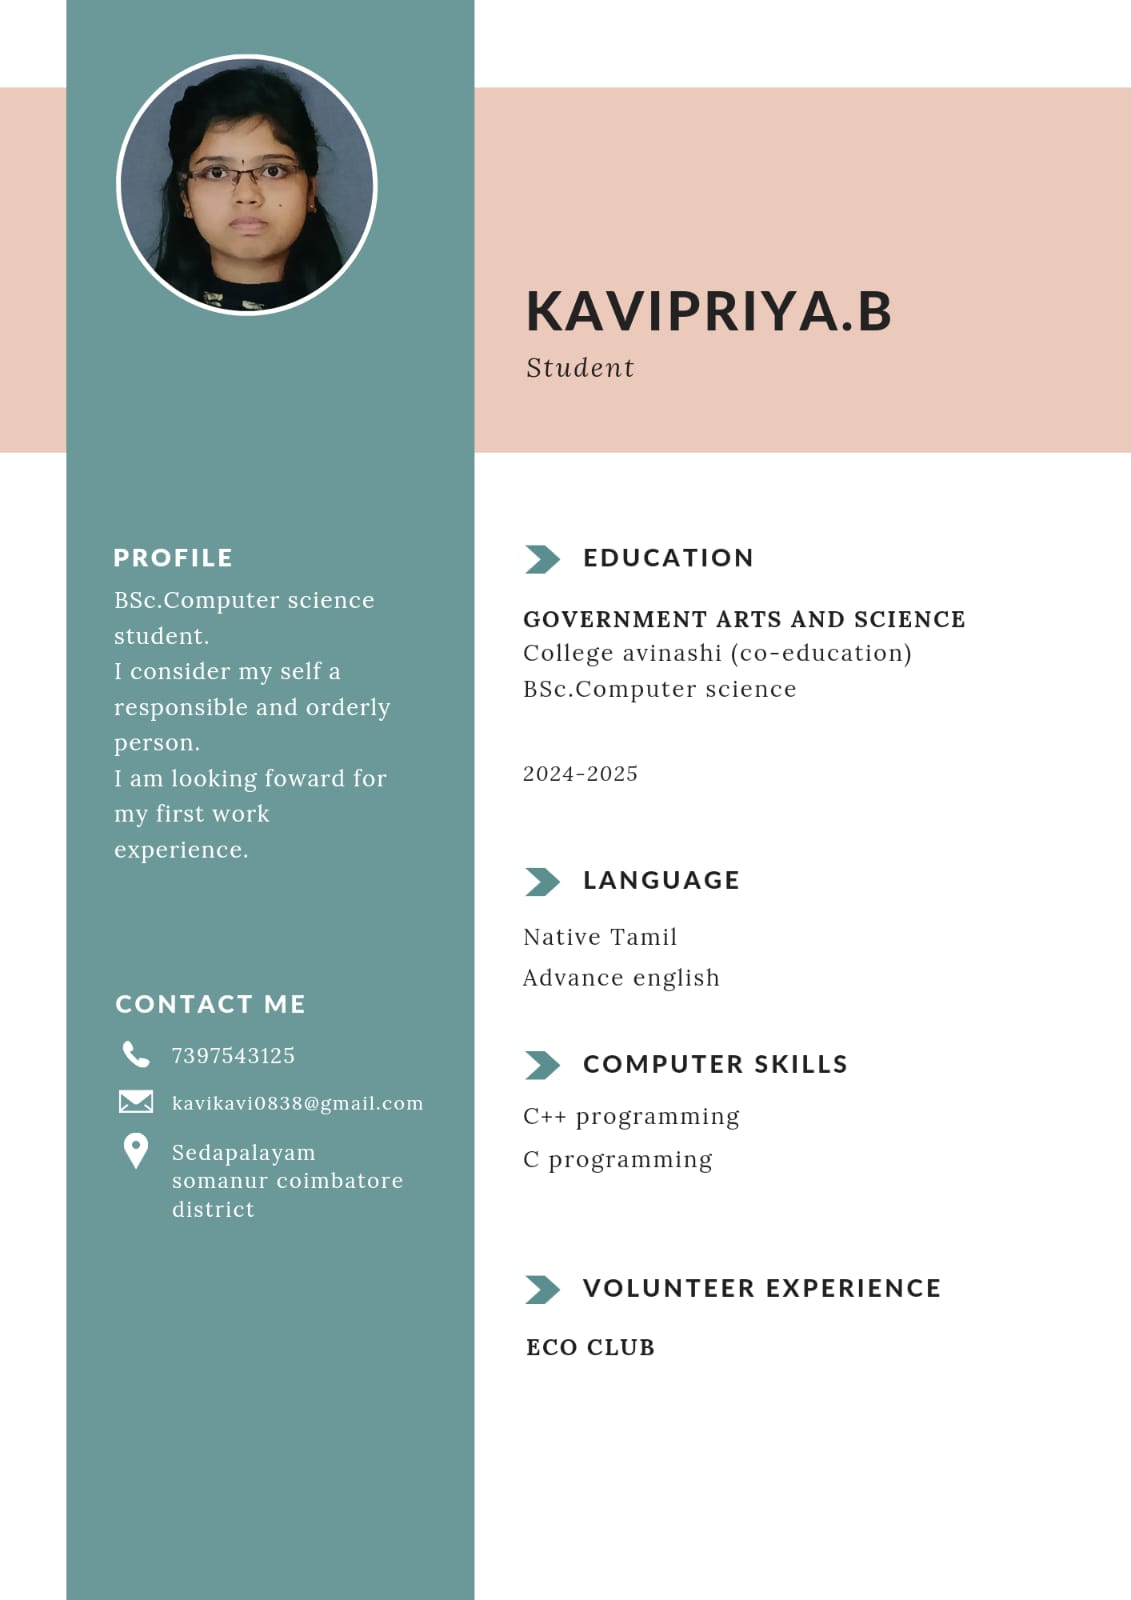 KAVIPRIYA.B
Student
PROFILE
BSc.Computer science
student.
I consider my self a
responsible and orderly
person.
I am looking foward for
my first work
experience.
CONTACT ME
7397543125
kavikavi0838@gmail.com
Sedapalayam
somanur coimbatore
district
EDUCATION
GOVERNMENT ARTS AND SCIENCE
College avinashi (co-education)
BSc.Computer science
2024-2025
LANGUAGE
Native Tamil
Advance english
COMPUTER SKILLS
C++ programming
C programming
VOLUNTEER EXPERIENCE
ECO CLUB